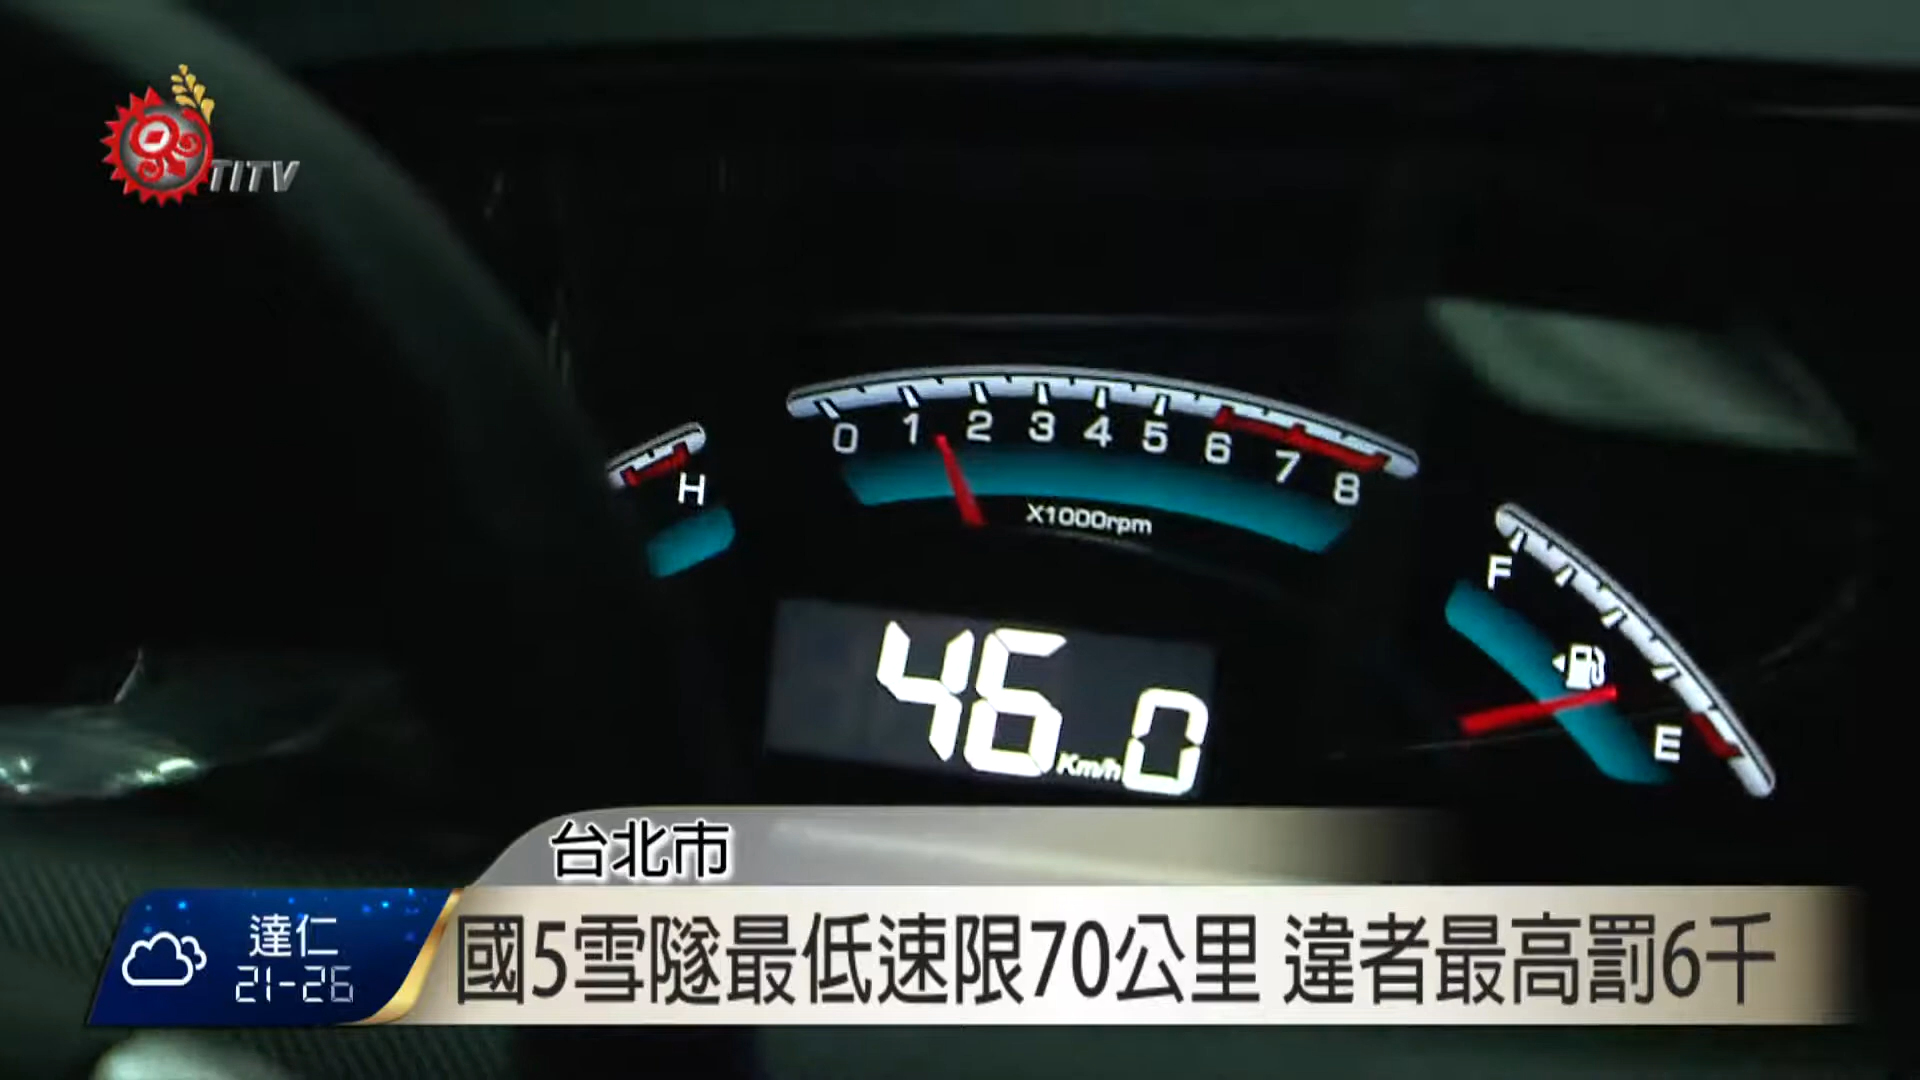 TITV
0 1 2 3 4 5 6 7 8
H
X1000rpm
F
E
46 Km/h 0
台北市
達仁
21-26
國5雪隧最低速限70公里 違者最高罰6千